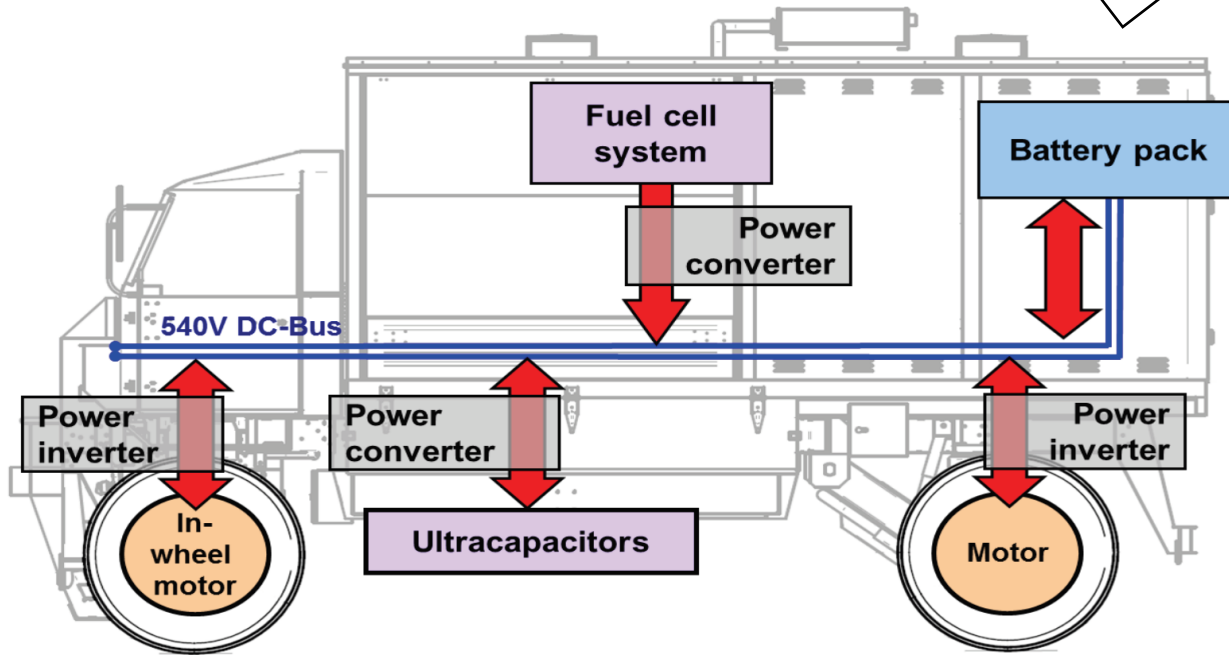 Fuel cell
system
Battery pack
Power
converter
540V DC-Bus
Power
inverter
Power
converter
Power
inverter
In-
wheel
motor
Ultracapacitors
Motor